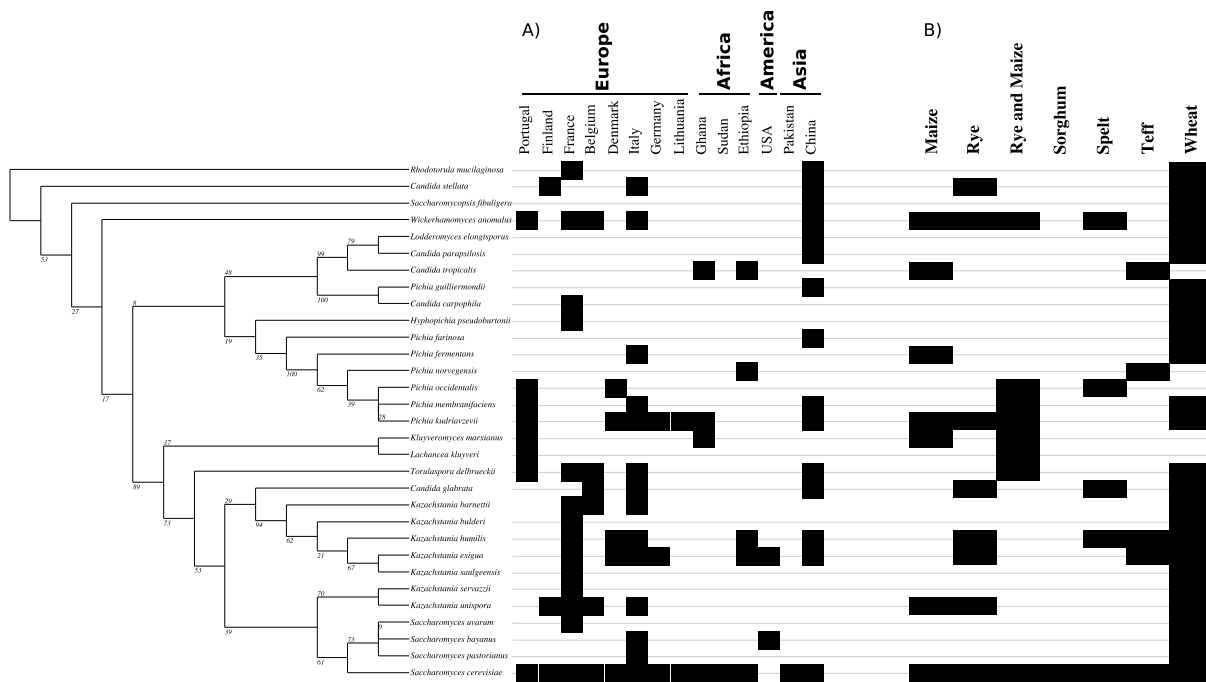 A)
B)
Europe
Africa
America
Asia
Portugal
Finland
France
Belgium
Denmark
Italy
Germany
Lithuania
Ghana
Sudan
Ethiopia
USA
Pakistan
China
Maize
Rye
Rye and Maize
Sorghum
Spelt
Teff
Wheat
Rhodotorula mucilaginosa
Candida stellata
Saccharomycopsis fibuligera
Wickerhamomyces anomalus
53
79
Lodderomyces elongisporus
99
Candida parapsilosis
48
Candida tropicalis
100
Pichia guilliermondii
8
Candida carpophila
27
Hyphopichia pseudoburtonii
19
Pichia farinosa
35
Pichia fermentans
100
Pichia norvegensis
62
Pichia occidentalis
17
39
Pichia membranifaciens
28
Pichia kudriavzevii
37
Kluyveromyces marxianus
Lachancea kluyveri
89
Torulaspora delbrueckii
29
Candida glabrata
73
94
Kazachstania barnettii
Kazachstania bulderi
62
Kazachstania humilis
21
Kazachstania exigua
53
67
Kazachstania saulgeensis
70
Kazachstania servazzii
Kazachstania unispora
39
0
Saccharomyces uvarum
73
Saccharomyces bayanus
61
Saccharomyces pastorianus
Saccharomyces cerevisiae